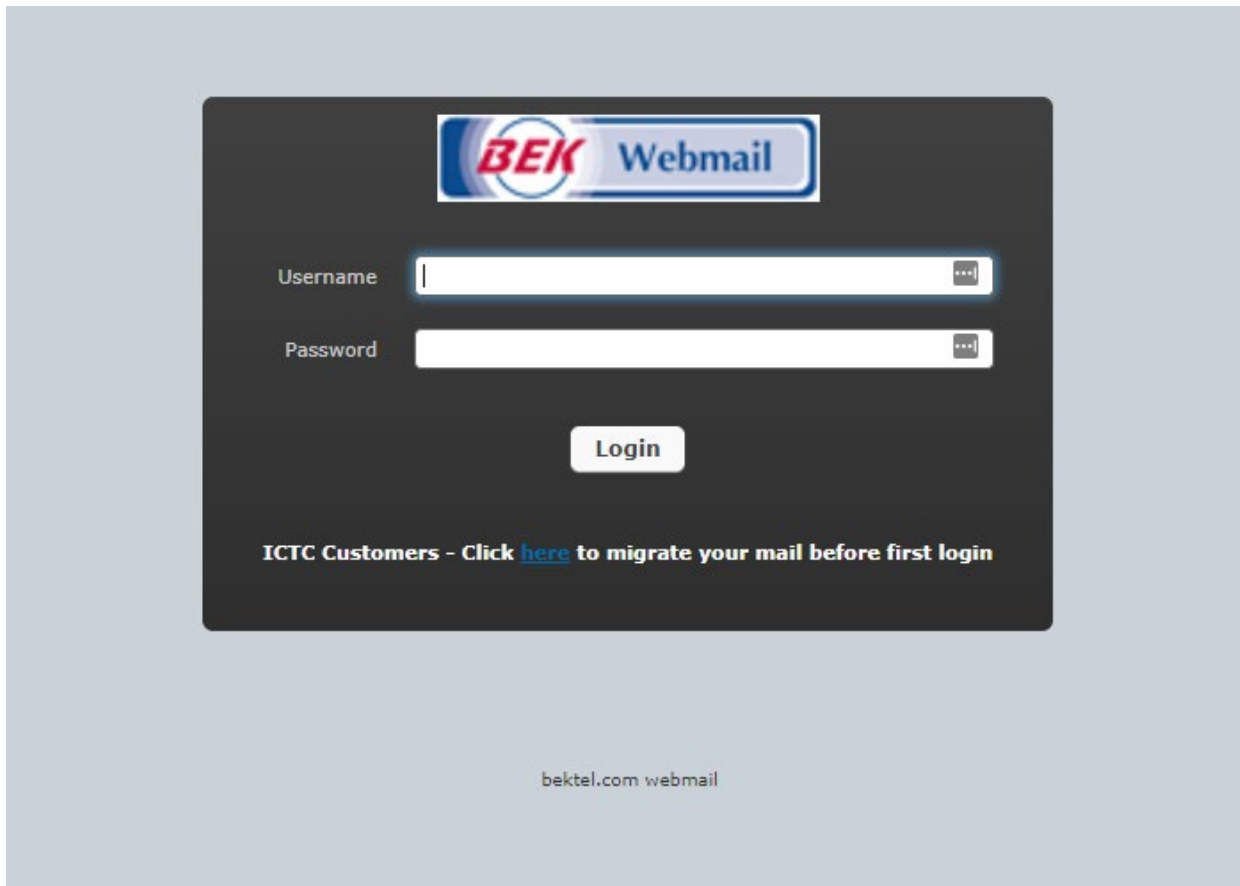 BEK Webmail
Username
Password
Login
ICTC Customers - Click here to migrate your mail before first login
bektel.com webmail